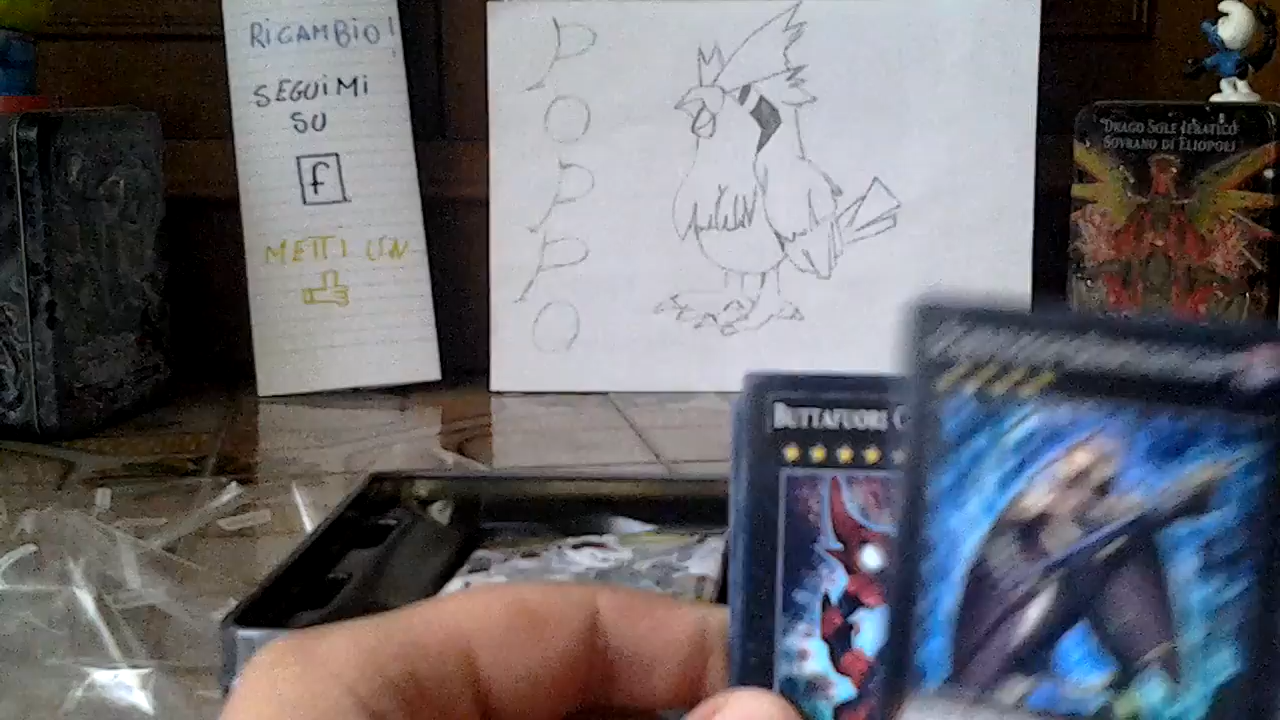 RICAMBIO!
SEGUIMI
SU
f
METTI UN
POPPO
DRAGO SOLE IERATICO
SOVRANO DI ELIOPOLI
BUTTAFUORI